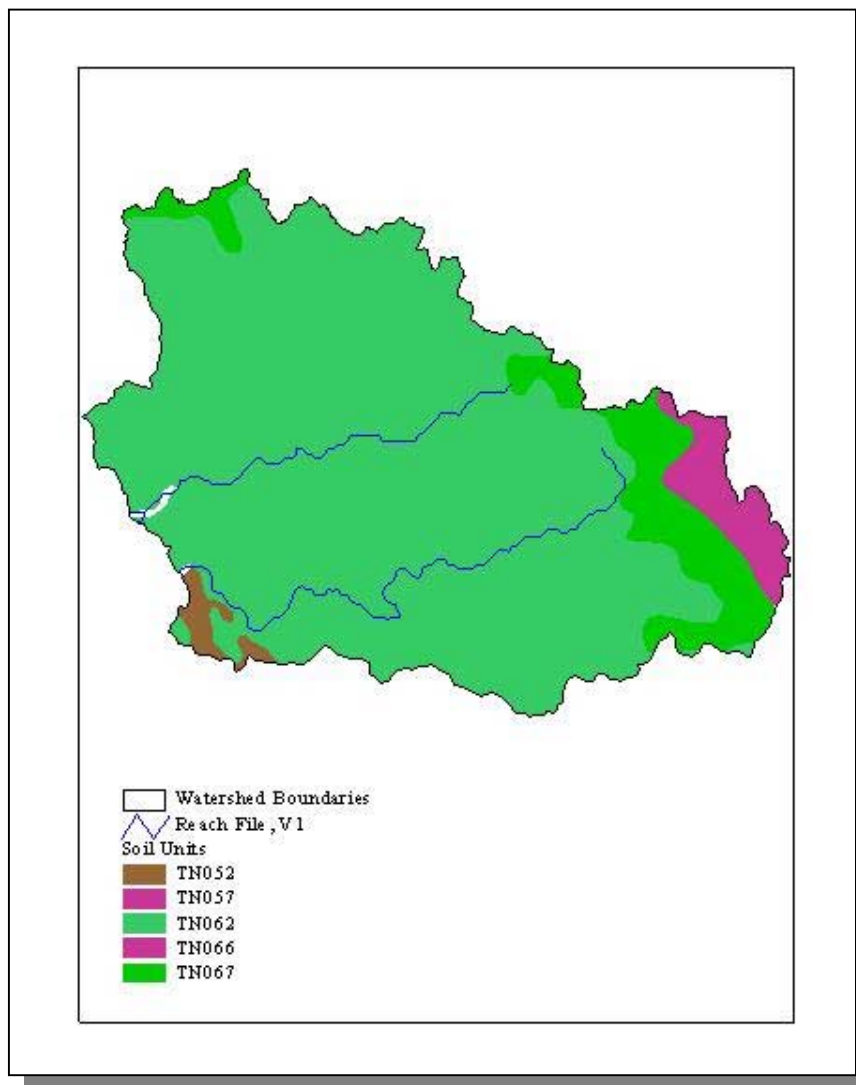 Watershed Boundaries
Reach File, V1
Soil Units
TN052
TN057
TN062
TN066
TN067